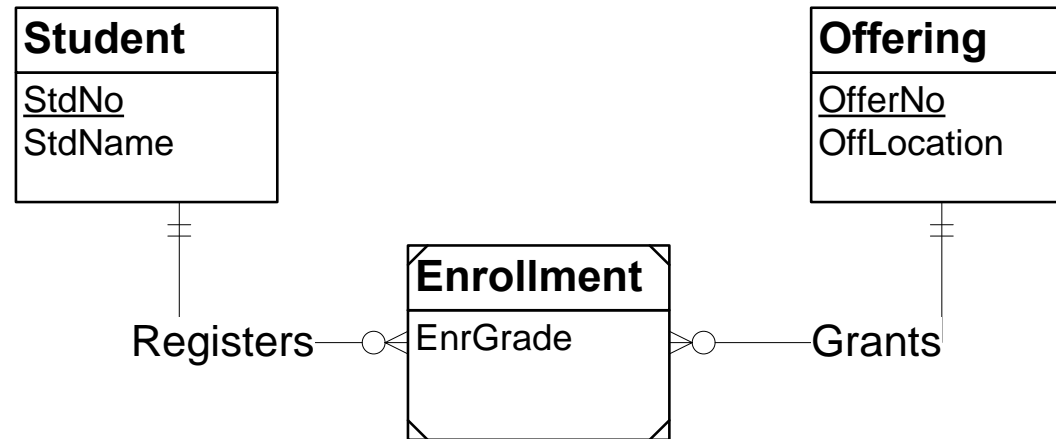 Student
StdNo
StdName
Offering
OfferNo
OffLocation
Enrollment
EnrGrade
Registers
Grants